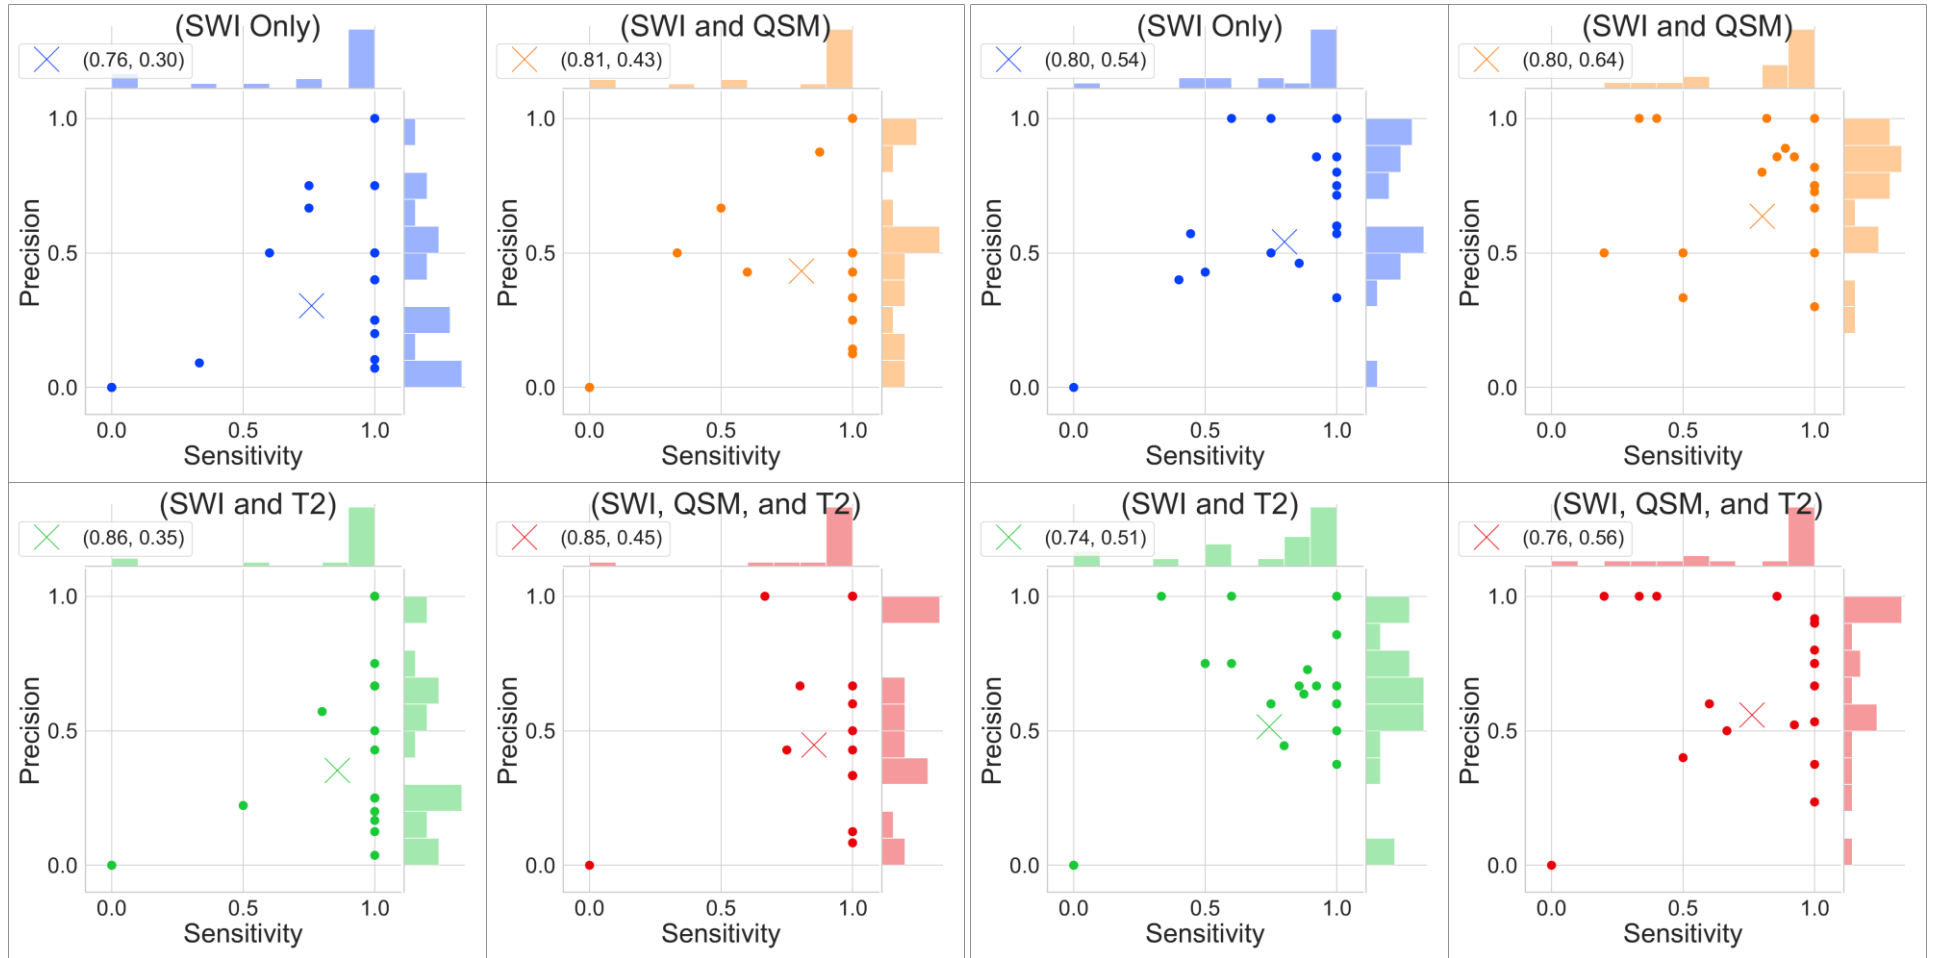 (SWI Only)
(0.76, 0.30)
1.0
0.5
0.0
Precision
0.0 0.5 1.0
Sensitivity
(SWI and QSM)
(0.81, 0.43)
1.0
0.5
0.0
Precision
0.0 0.5 1.0
Sensitivity
(SWI Only)
(0.80, 0.54)
1.0
0.5
0.0
Precision
0.0 0.5 1.0
Sensitivity
(SWI and QSM)
(0.80, 0.64)
1.0
0.5
0.0
Precision
0.0 0.5 1.0
Sensitivity
(SWI and T2)
(0.86, 0.35)
1.0
0.5
0.0
Precision
0.0 0.5 1.0
Sensitivity
(SWI, QSM, and T2)
(0.85, 0.45)
1.0
0.5
0.0
Precision
0.0 0.5 1.0
Sensitivity
(SWI and T2)
(0.74, 0.51)
1.0
0.5
0.0
Precision
0.0 0.5 1.0
Sensitivity
(SWI, QSM, and T2)
(0.76, 0.56)
1.0
0.5
0.0
Precision
0.0 0.5 1.0
Sensitivity